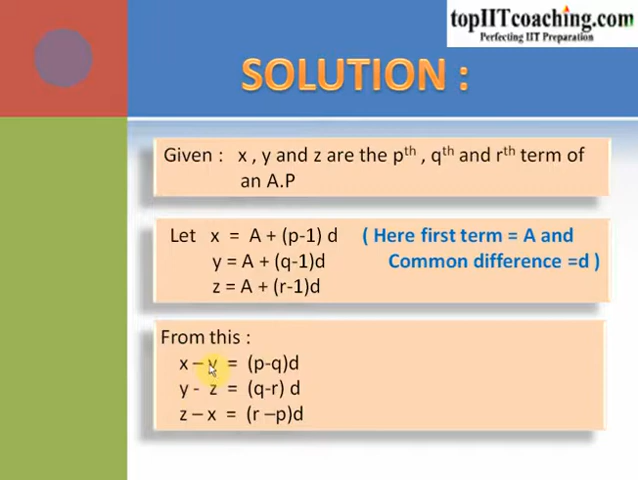 topIITcoaching.com
Perfecting IIT Preparation
SOLUTION :
Given : x , y and z are the pth , qth and rth term of
an A.P
Let x = A + (p-1) d ( Here first term = A and
y = A + (q-1)d Common difference =d )
z = A + (r-1)d
From this :
x – y = (p-q)d
y - z = (q-r) d
z – x = (r –p)d